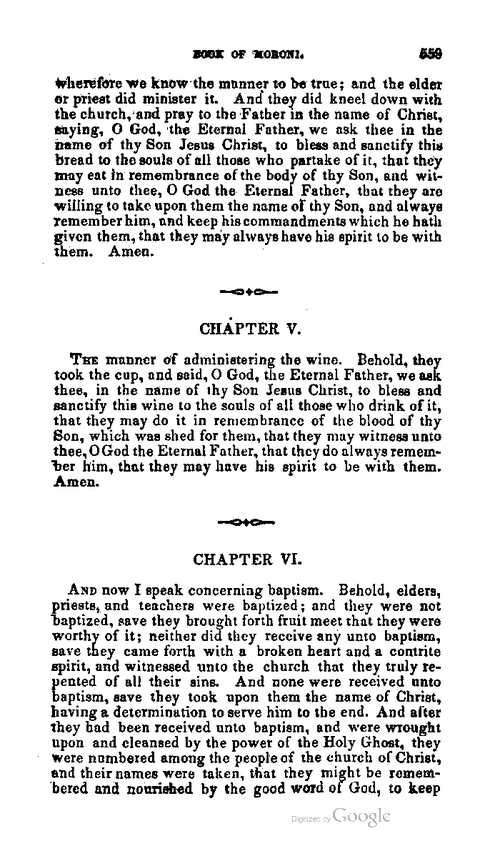 BOOK OF MORONI. 559
wherefore we know the manner to be true; and the elder
or priest did minister it. And they did kneel down with
the church, and pray to the Father in the name of Christ,
saying, O God, the Eternal Father, we ask thee in the
name of thy Son Jesus Christ, to bless and sanctify this
bread to the souls of all those who partake of it, that they
may eat in remembrance of the body of thy Son, and wit-
ness unto thee, O God the Eternal Father, that they are
willing to take upon them the name of thy Son, and always
remember him, and keep his commandments which he hath
given them, that they may always have his spirit to be with
them. Amen.
CHAPTER V.
THE manner of administering the wine. Behold, they
took the cup, and said, O God, the Eternal Father, we ask
thee, in the name of thy Son Jesus Christ, to bless and
sanctify this wine to the souls of all those who drink of it,
that they may do it in remembrance of the blood of thy
Son, which was shed for them, that they may witness unto
thee, O God the Eternal Father, that they do always remem-
ber him, that they may have his spirit to be with them.
Amen.
CHAPTER VI.
AND now I speak concerning baptism. Behold, elders,
priests, and teachers were baptized; and they were not
baptized, save they brought forth fruit meet that they were
worthy of it; neither did they receive any unto baptism,
save they came forth with a broken heart and a contrite
spirit, and witnessed unto the church that they truly re-
pented of all their sins. And none were received unto
baptism, save they took upon them the name of Christ,
having a determination to serve him to the end. And after
they had been received unto baptism, and were wrought
upon and cleansed by the power of the Holy Ghost, they
were numbered among the people of the church of Christ,
and their names were taken, that they might be remem-
bered and nourished by the good word of God, to keep
Digitized by Google